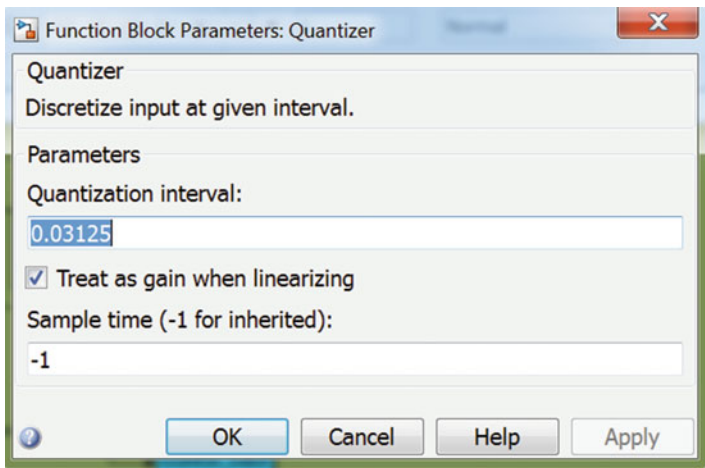 Function Block Parameters: Quantizer
Normal
Quantizer
Discretize input at given interval.
Parameters
Quantization interval:
0.03125
Treat as gain when linearizing
Sample time (-1 for inherited):
-1
OK Cancel Help Apply